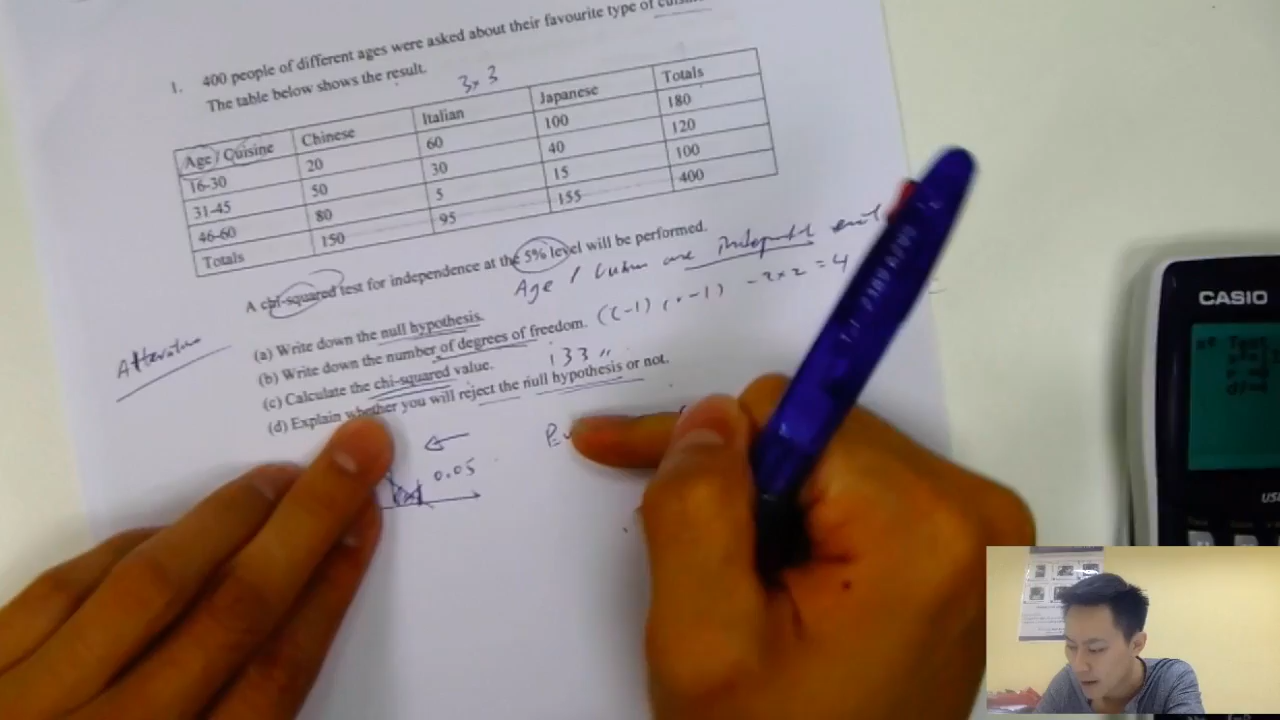 1. 400 people of different ages were asked about their favourite type of
The table below shows the result.
3x3
Age / Cuisine Chinese Italian Japanese Totals
16-30 20 60 100 180
31-45 50 30 40 120
46-60 80 5 15 100
Totals 150 95 155 400
A chi-squared test for independence at the 5% level will be performed.
Age / are
(a) Write down the null hypothesis.
(b) Write down the number of degrees of freedom. (c-1) (r-1) = 2x2 = 4
(c) Calculate the chi-squared value. 133
(d) Explain whether you will reject the null hypothesis or not.
0.05
CASIO